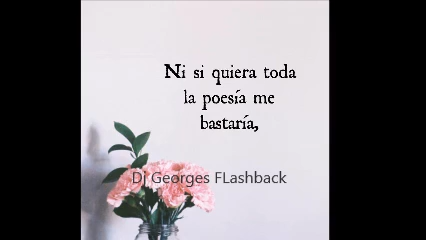 Ni si quiera toda
la poesía me
bastaría,
Dj Georges FLashback